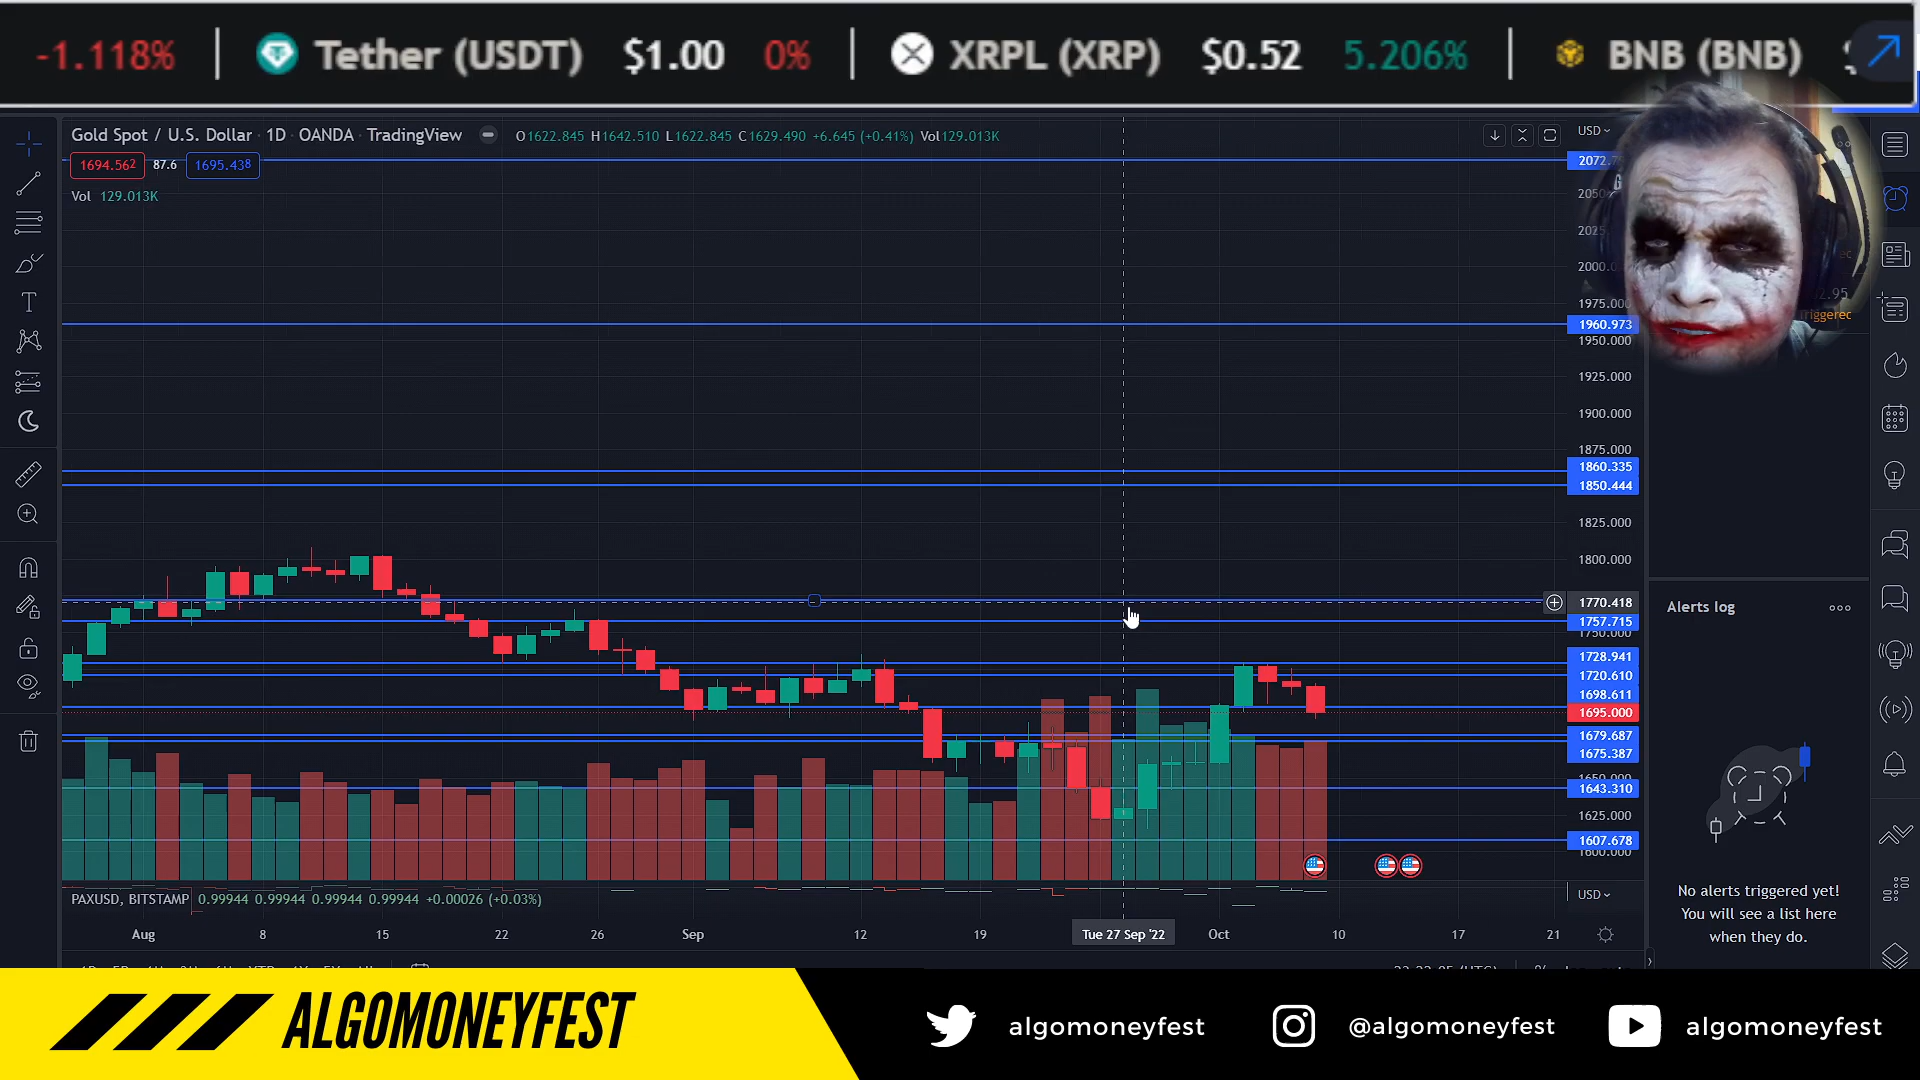 -1.118% | Tether (USDT) $1.00 0% | XRPL (XRP) $0.52 5.206% | BNB (BNB)
Gold Spot / U.S. Dollar · 1D · OANDA · TradingView
O1622.845 H1642.510 L1622.845 C1629.490 +6.645 (+0.41%) Vol129.013K
USD
1694.562 87.6 1695.438
Vol 129.013K
2000.0
1975.000
1960.973
1950.000
1925.000
1900.000
1875.000
1860.335
1850.444
1825.000
1800.000
1770.418
1757.715
1750.000
1728.941
1720.610
1698.611
1695.000
1679.687
1675.387
1643.310
1625.000
1607.678
1600.000
Alerts log
No alerts triggered yet!
You will see a list here
when they do.
PAXUSD, BITSTAMP 0.99944 0.99944 0.99944 0.99944 +0.00026 (+0.03%)
USD
Aug 8 15 22 26 Sep 12 19 Tue 27 Sep '22 Oct 10 17 21
ALGOMONEYFEST
algomoneyfest
@algomoneyfest
algomoneyfest